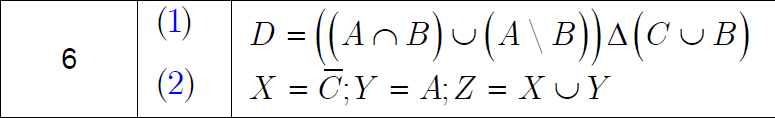 6
(1) D = ((A ∩ B) ∪ (A \ B)) Δ (C ∪ B)
(2) X = C̅; Y = A; Z = X ∪ Y